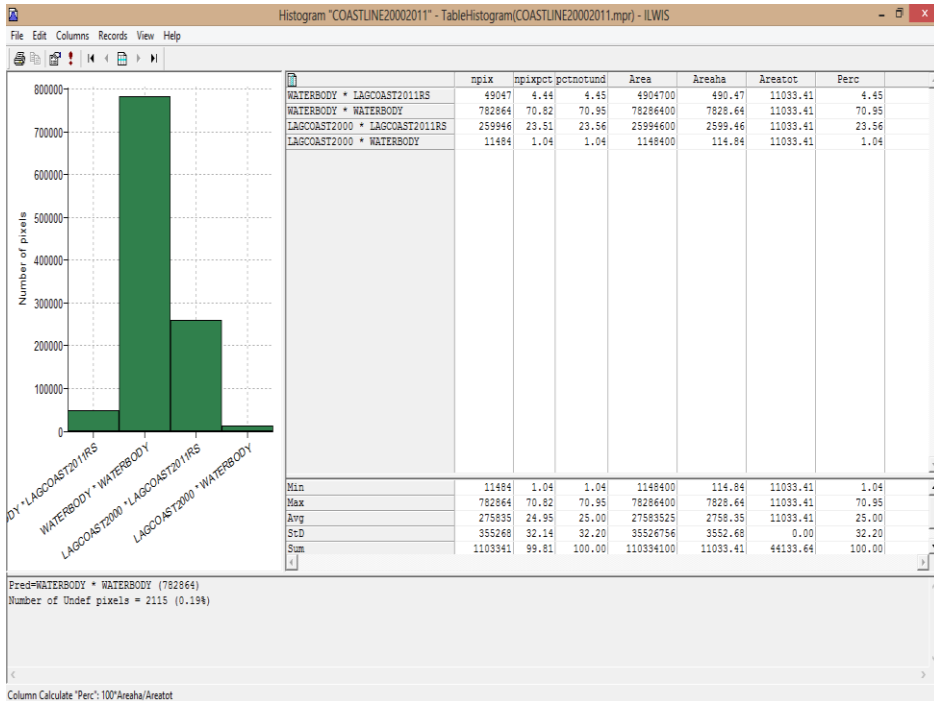 Histogram "COASTLINE20002011" - TableHistogram(COASTLINE20002011.mpr) - ILWIS
File Edit Columns Records View Help
800000
700000
600000
500000
400000
300000
200000
100000
0
Number of pixels
DY * LAGCOAST2011RS
WATERBODY * WATERBODY
LAGCOAST2000 * LAGCOAST2011RS
LAGCOAST2000 * WATERBODY
npix npixpct pctnotund Area Areaha Areatot Perc
WATERBODY * LAGCOAST2011RS 49047 4.44 4.45 4904700 490.47 11033.41 4.45
WATERBODY * WATERBODY 782864 70.82 70.95 78286400 7828.64 11033.41 70.95
LAGCOAST2000 * LAGCOAST2011RS 259946 23.51 23.56 25994600 2599.46 11033.41 23.56
LAGCOAST2000 * WATERBODY 11484 1.04 1.04 1148400 114.84 11033.41 1.04
Min 11484 1.04 1.04 1148400 114.84 11033.41 1.04
Max 782864 70.82 70.95 78286400 7828.64 11033.41 70.95
Avg 275835 24.95 25.00 27583525 2758.35 11033.41 25.00
StD 355268 32.14 32.20 35526756 3552.68 0.00 32.20
Sum 1103341 99.81 100.00 110334100 11033.41 44133.64 100.00
Pred=WATERBODY * WATERBODY (782864)
Number of Undef pixels = 2115 (0.19%)
Column Calculate "Perc": 100*Areaha/Areatot